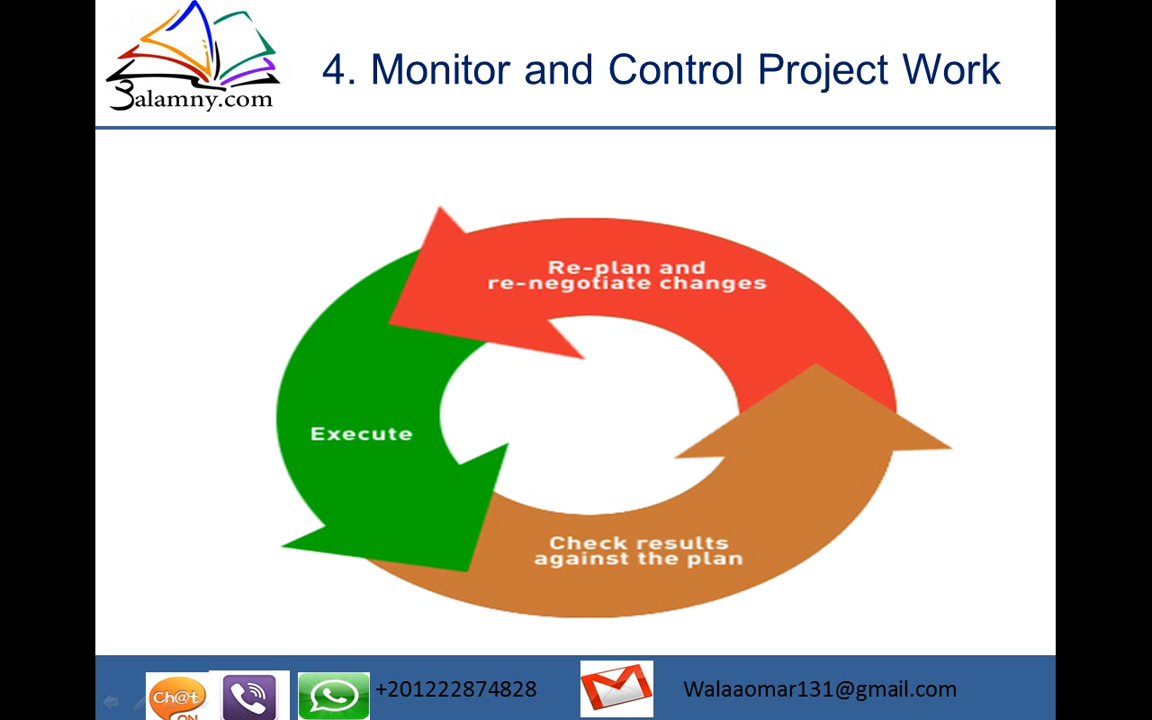 3alamny.com
4. Monitor and Control Project Work
Re-plan and
re-negotiate changes
Execute
Check results
against the plan
Ch@t
ON
+201222874828
Walaaomar131@gmail.com